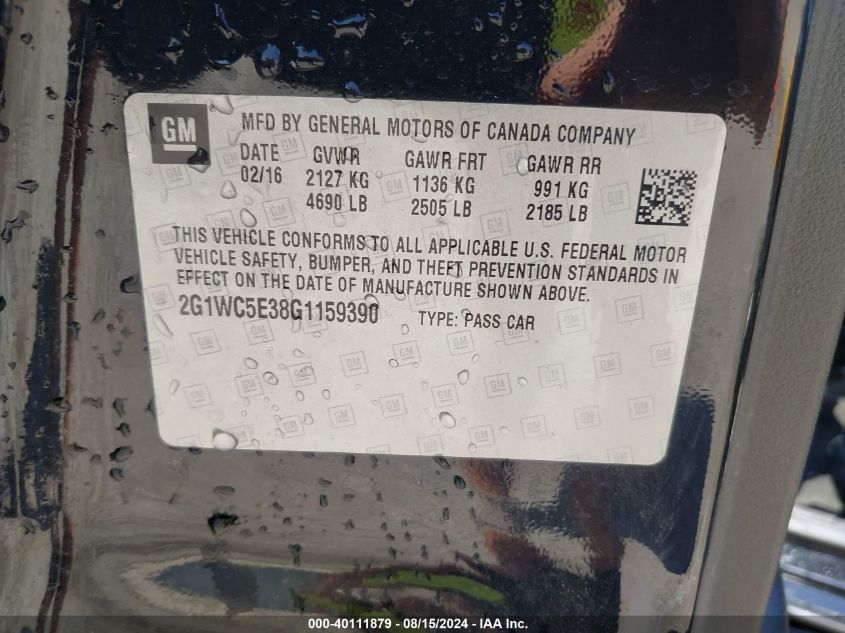 GM MFD BY GENERAL MOTORS OF CANADA COMPANY
DATE GVWR GAWR FRT GAWR RR
02/16 2127 KG 1136 KG 991 KG
4690 LB 2505 LB 2185 LB
THIS VEHICLE CONFORMS TO ALL APPLICABLE U.S. FEDERAL MOTOR
VEHICLE SAFETY, BUMPER, AND THEFT PREVENTION STANDARDS IN
EFFECT ON THE DATE OF MANUFACTURE SHOWN ABOVE.
2G1WC5E38G1159390 TYPE: PASS CAR
000-40111879 - 08/15/2024 - IAA Inc.